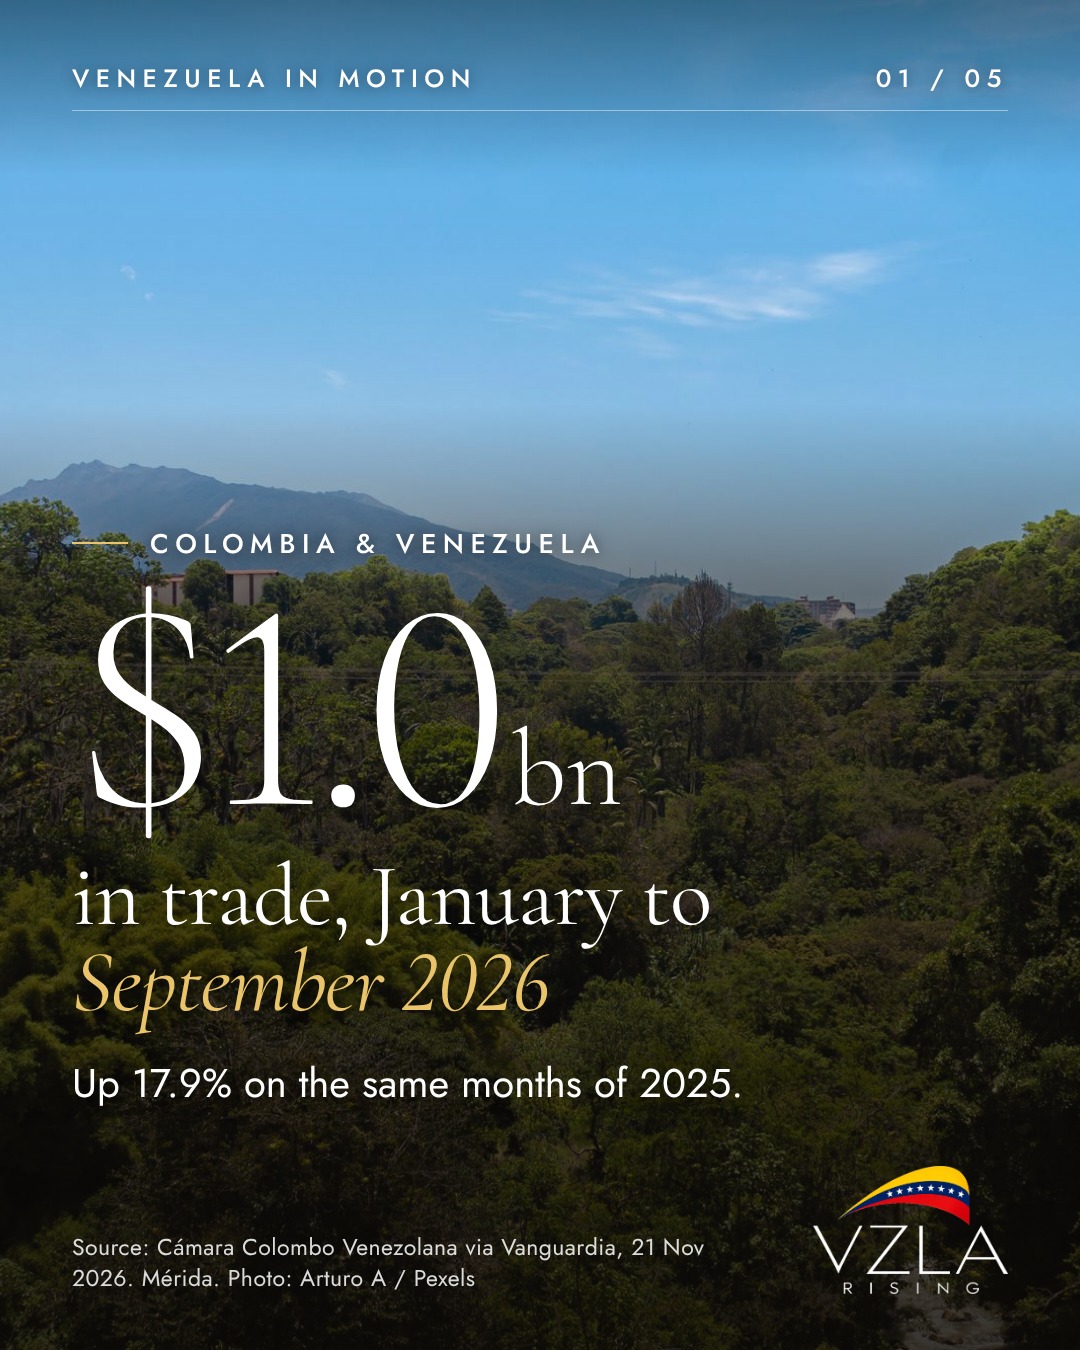 VENEZUELA IN MOTION
01 / 05
COLOMBIA & VENEZUELA
$1.0bn
in trade, January to
September 2026
Up 17.9% on the same months of 2025.
Source: Cámara Colombo Venezolana via Vanguardia, 21 Nov
2026. Mérida. Photo: Arturo A / Pexels
VZLA
RISING